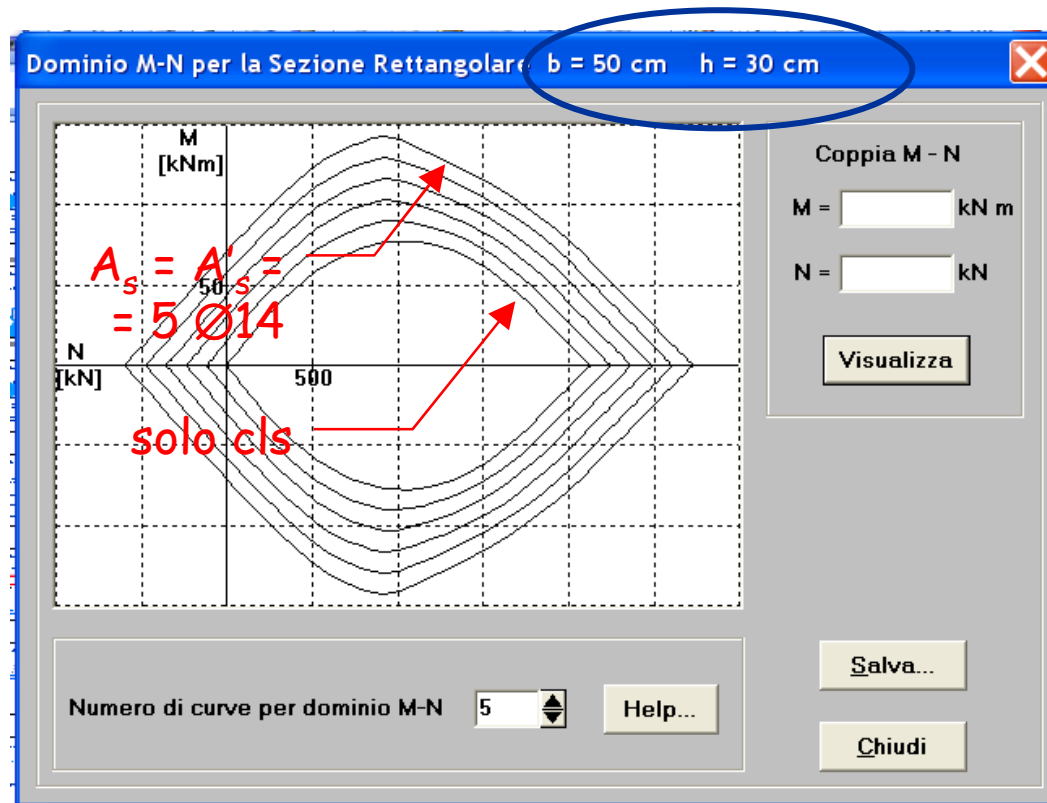 Dominio M-N per la Sezione Rettangolare b = 50 cm h = 30 cm
M
[kNm]
50
N
[kN]
500
As = A's =
= 5 Ø14
solo cls
Coppia M - N
M = kN m
N = kN
Visualizza
Numero di curve per dominio M-N 5
Help...
Salva...
Chiudi